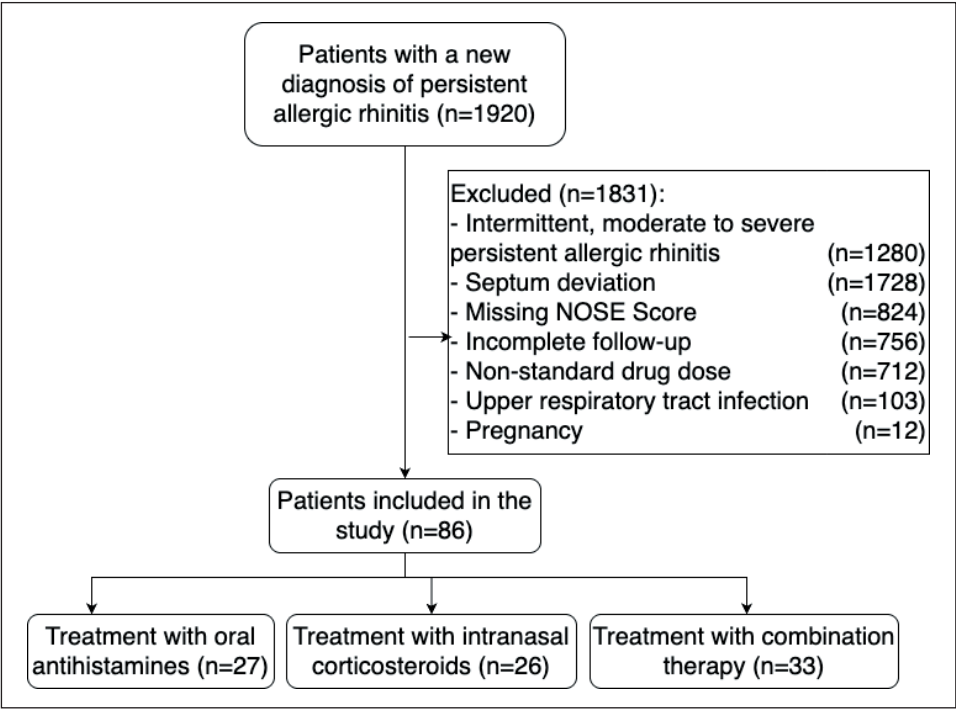 Patients with a new
diagnosis of persistent
allergic rhinitis (n=1920)
Excluded (n=1831):
- Intermittent, moderate to severe
persistent allergic rhinitis (n=1280)
- Septum deviation (n=1728)
- Missing NOSE Score (n=824)
- Incomplete follow-up (n=756)
- Non-standard drug dose (n=712)
- Upper respiratory tract infection (n=103)
- Pregnancy (n=12)
Patients included in the
study (n=86)
Treatment with oral
antihistamines (n=27)
Treatment with intranasal
corticosteroids (n=26)
Treatment with combination
therapy (n=33)